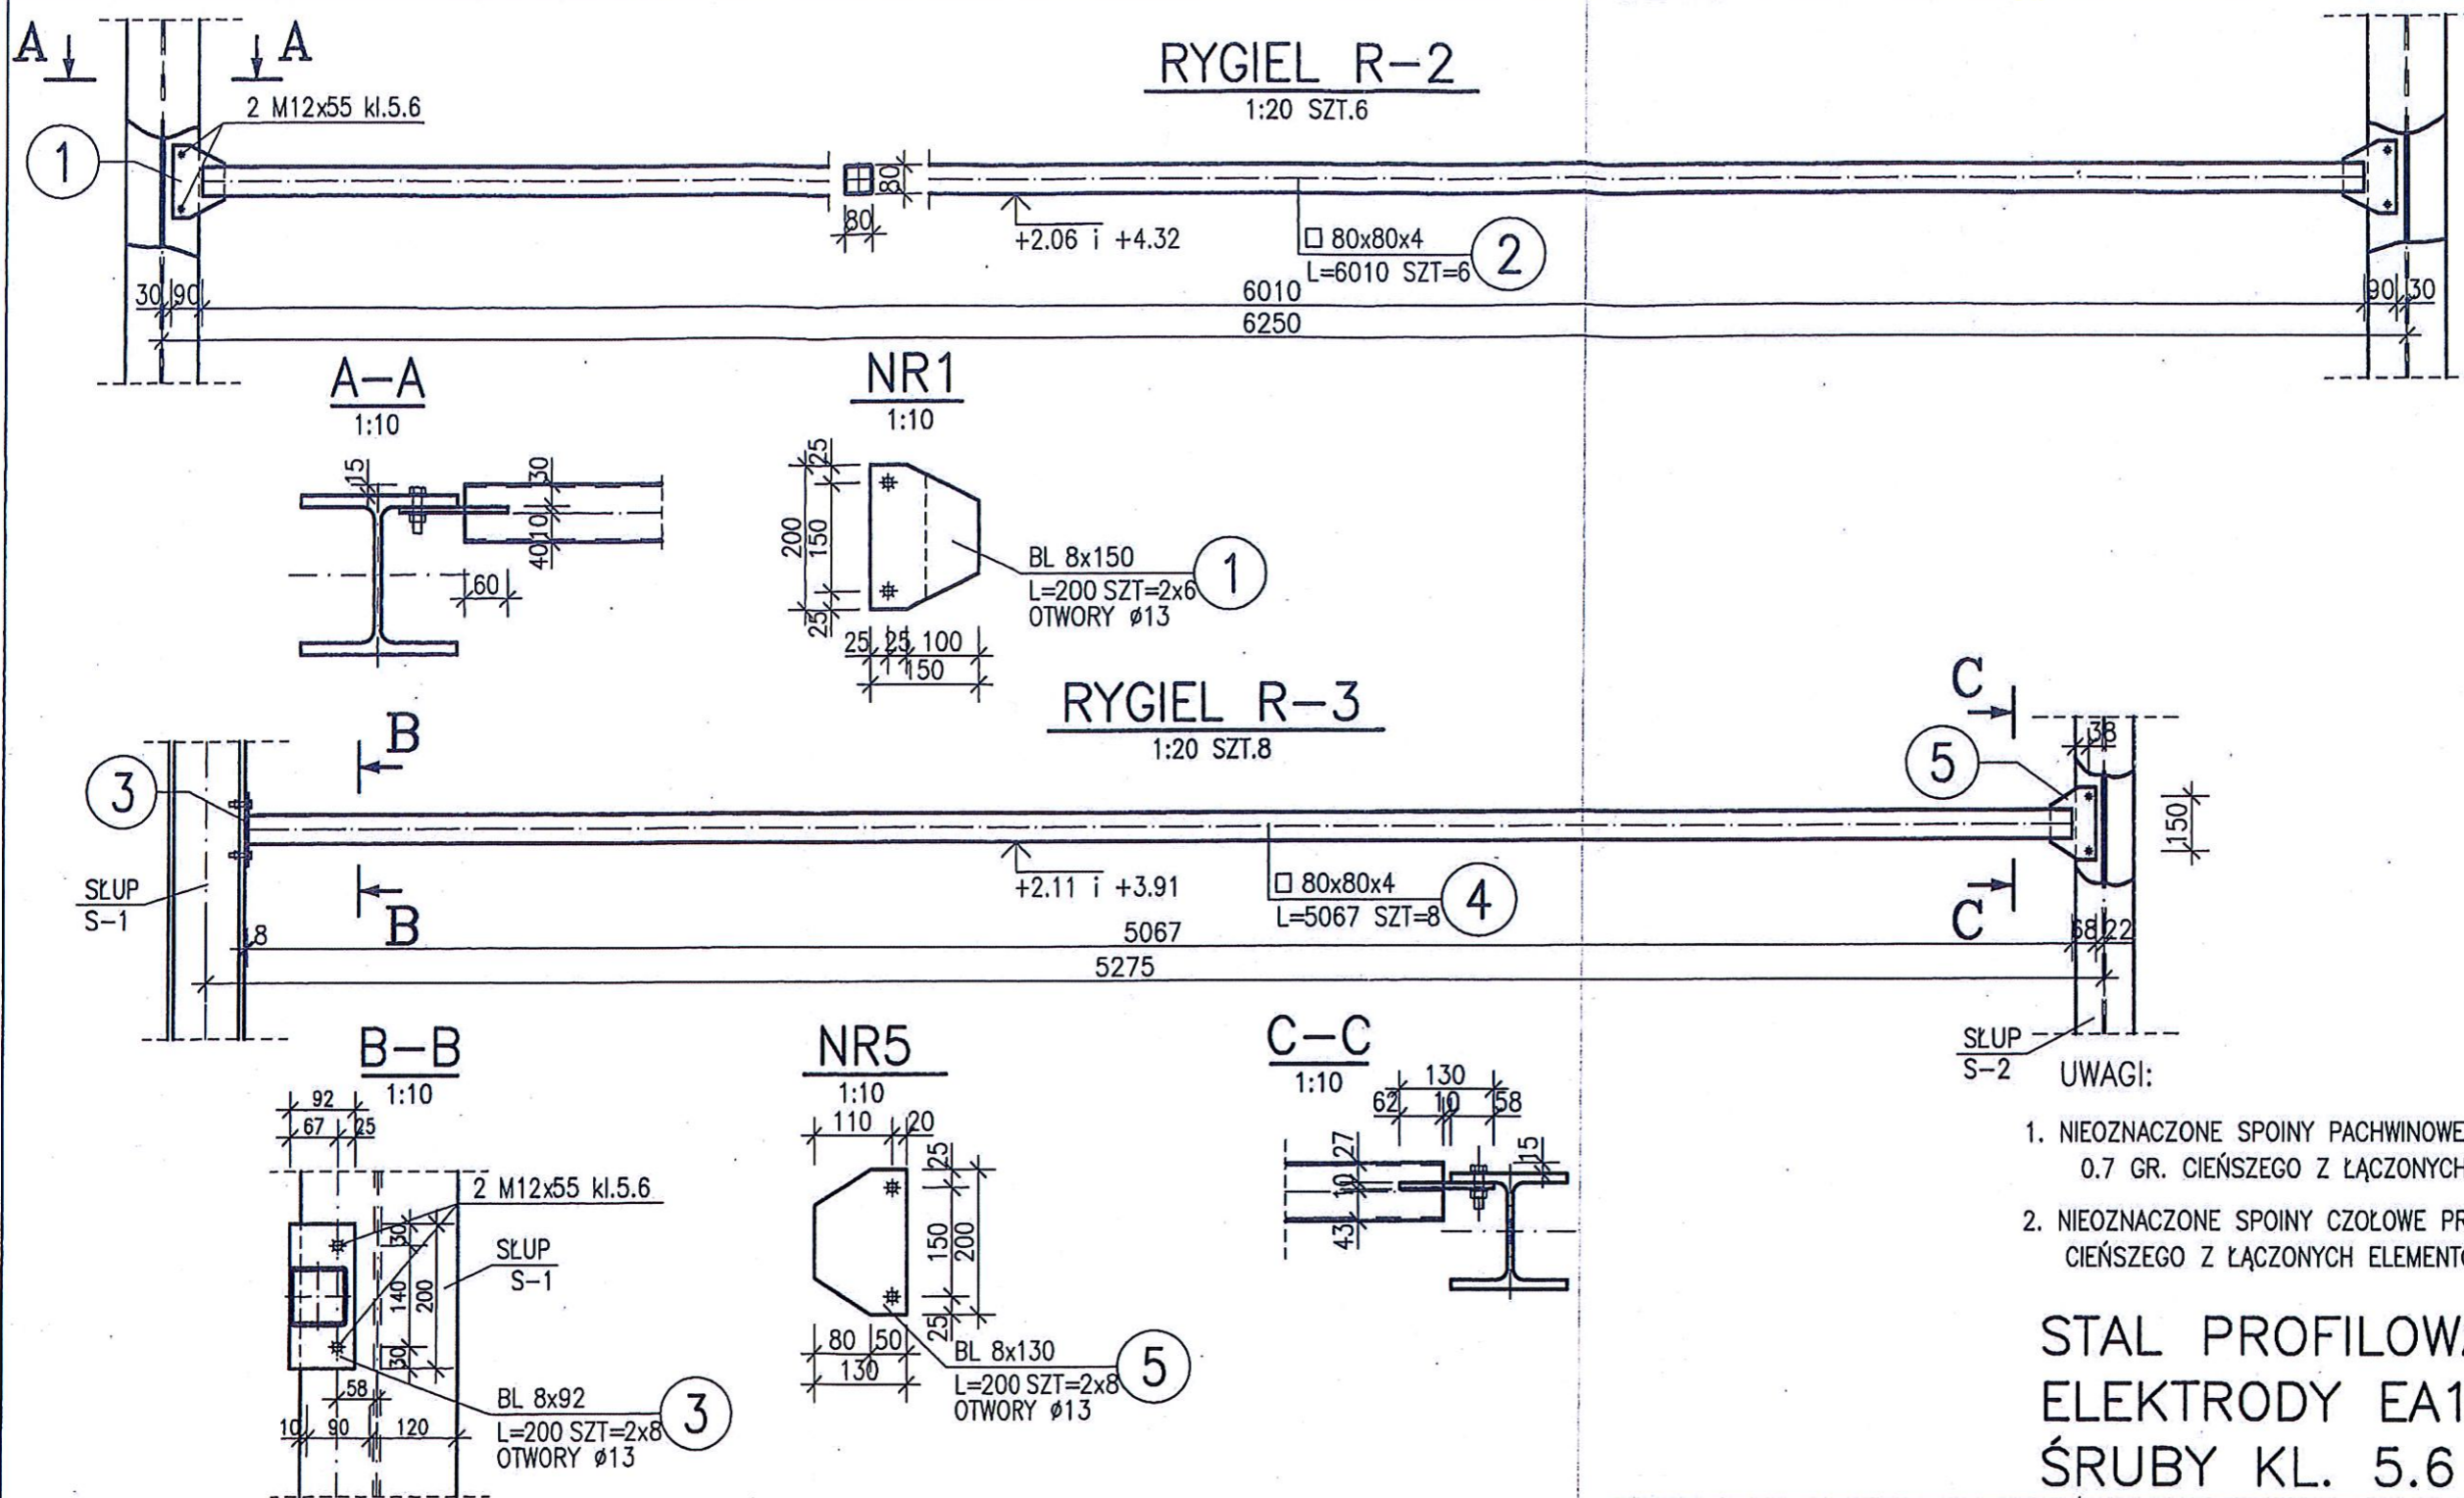 A A
RYGIEL R-2
1:20 SZT.6
2 M12x55 kl.5.6
1
80
80
+2.06 i +4.32
□ 80x80x4
L=6010 SZT=6
2
30 90 6010 90 30
6250
A-A
1:10
15
30
10
40
60
NR1
1:10
25
200
150
25
25 25 100
150
BL 8x150
L=200 SZT=2x6
OTWORY ø13
1
RYGIEL R-3
1:20 SZT.8
B
B
C
C
3
5
38
150
SŁUP
S-1
+2.11 i +3.91
□ 80x80x4
L=5067 SZT=8
4
8 5067 68 22
5275
SŁUP
S-2
B-B
1:10
92
67 25
2 M12x55 kl.5.6
SŁUP
S-1
30
140
200
30
58
10 90 120
BL 8x92
L=200 SZT=2x8
OTWORY ø13
3
NR5
1:10
110 20
25
150
200
25
80 50
130
BL 8x130
L=200 SZT=2x8
OTWORY ø13
5
C-C
1:10
130
62 10 58
27
10
43
15
UWAGI:
1. NIEOZNACZONE SPOINY PACHWINOWE
0.7 GR. CIEŃSZEGO Z ŁĄCZONYCH
2. NIEOZNACZONE SPOINY CZOŁOWE PR
CIEŃSZEGO Z ŁĄCZONYCH ELEMENT
STAL PROFILOWA
ELEKTRODY EA1
ŚRUBY KL. 5.6